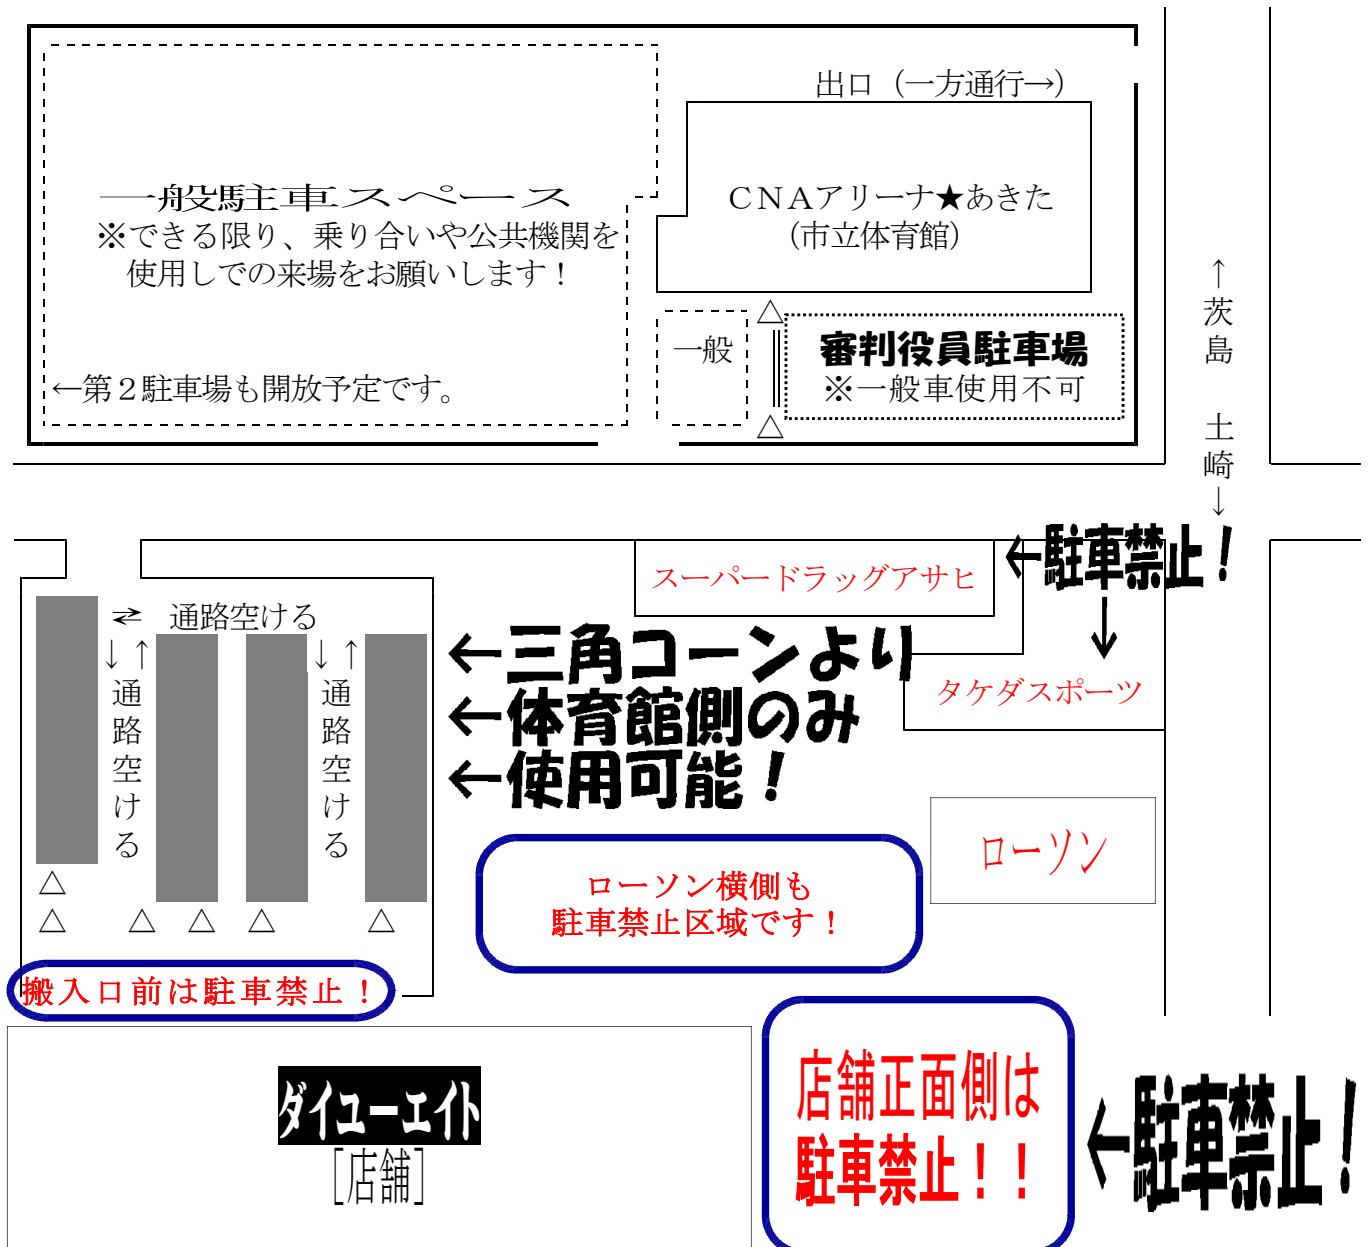 出口（一方通行→）
一般駐車スペース
※できる限り、乗り合いや公共機関を
使用しでの来場をお願いします！
←第２駐車場も開放予定です。
ＣＮＡアリーナ★あきた
（市立体育館）
△
一般
審判役員駐車場
※一般車使用不可
△
↑茨島　土崎↓
←駐車禁止！
↓
スーパードラッグアサヒ
タケダスポーツ
ローソン
⇄　通路空ける
↓↑
通路空ける
↓↑
通路空ける
←三角コーンより
←体育館側のみ
←使用可能！
△
△　△　△　△　△
ローソン横側も
駐車禁止区域です！
搬入口前は駐車禁止！
ダイユーエイト
［店舗］
店舗正面側は
駐車禁止！！
←駐車禁止！